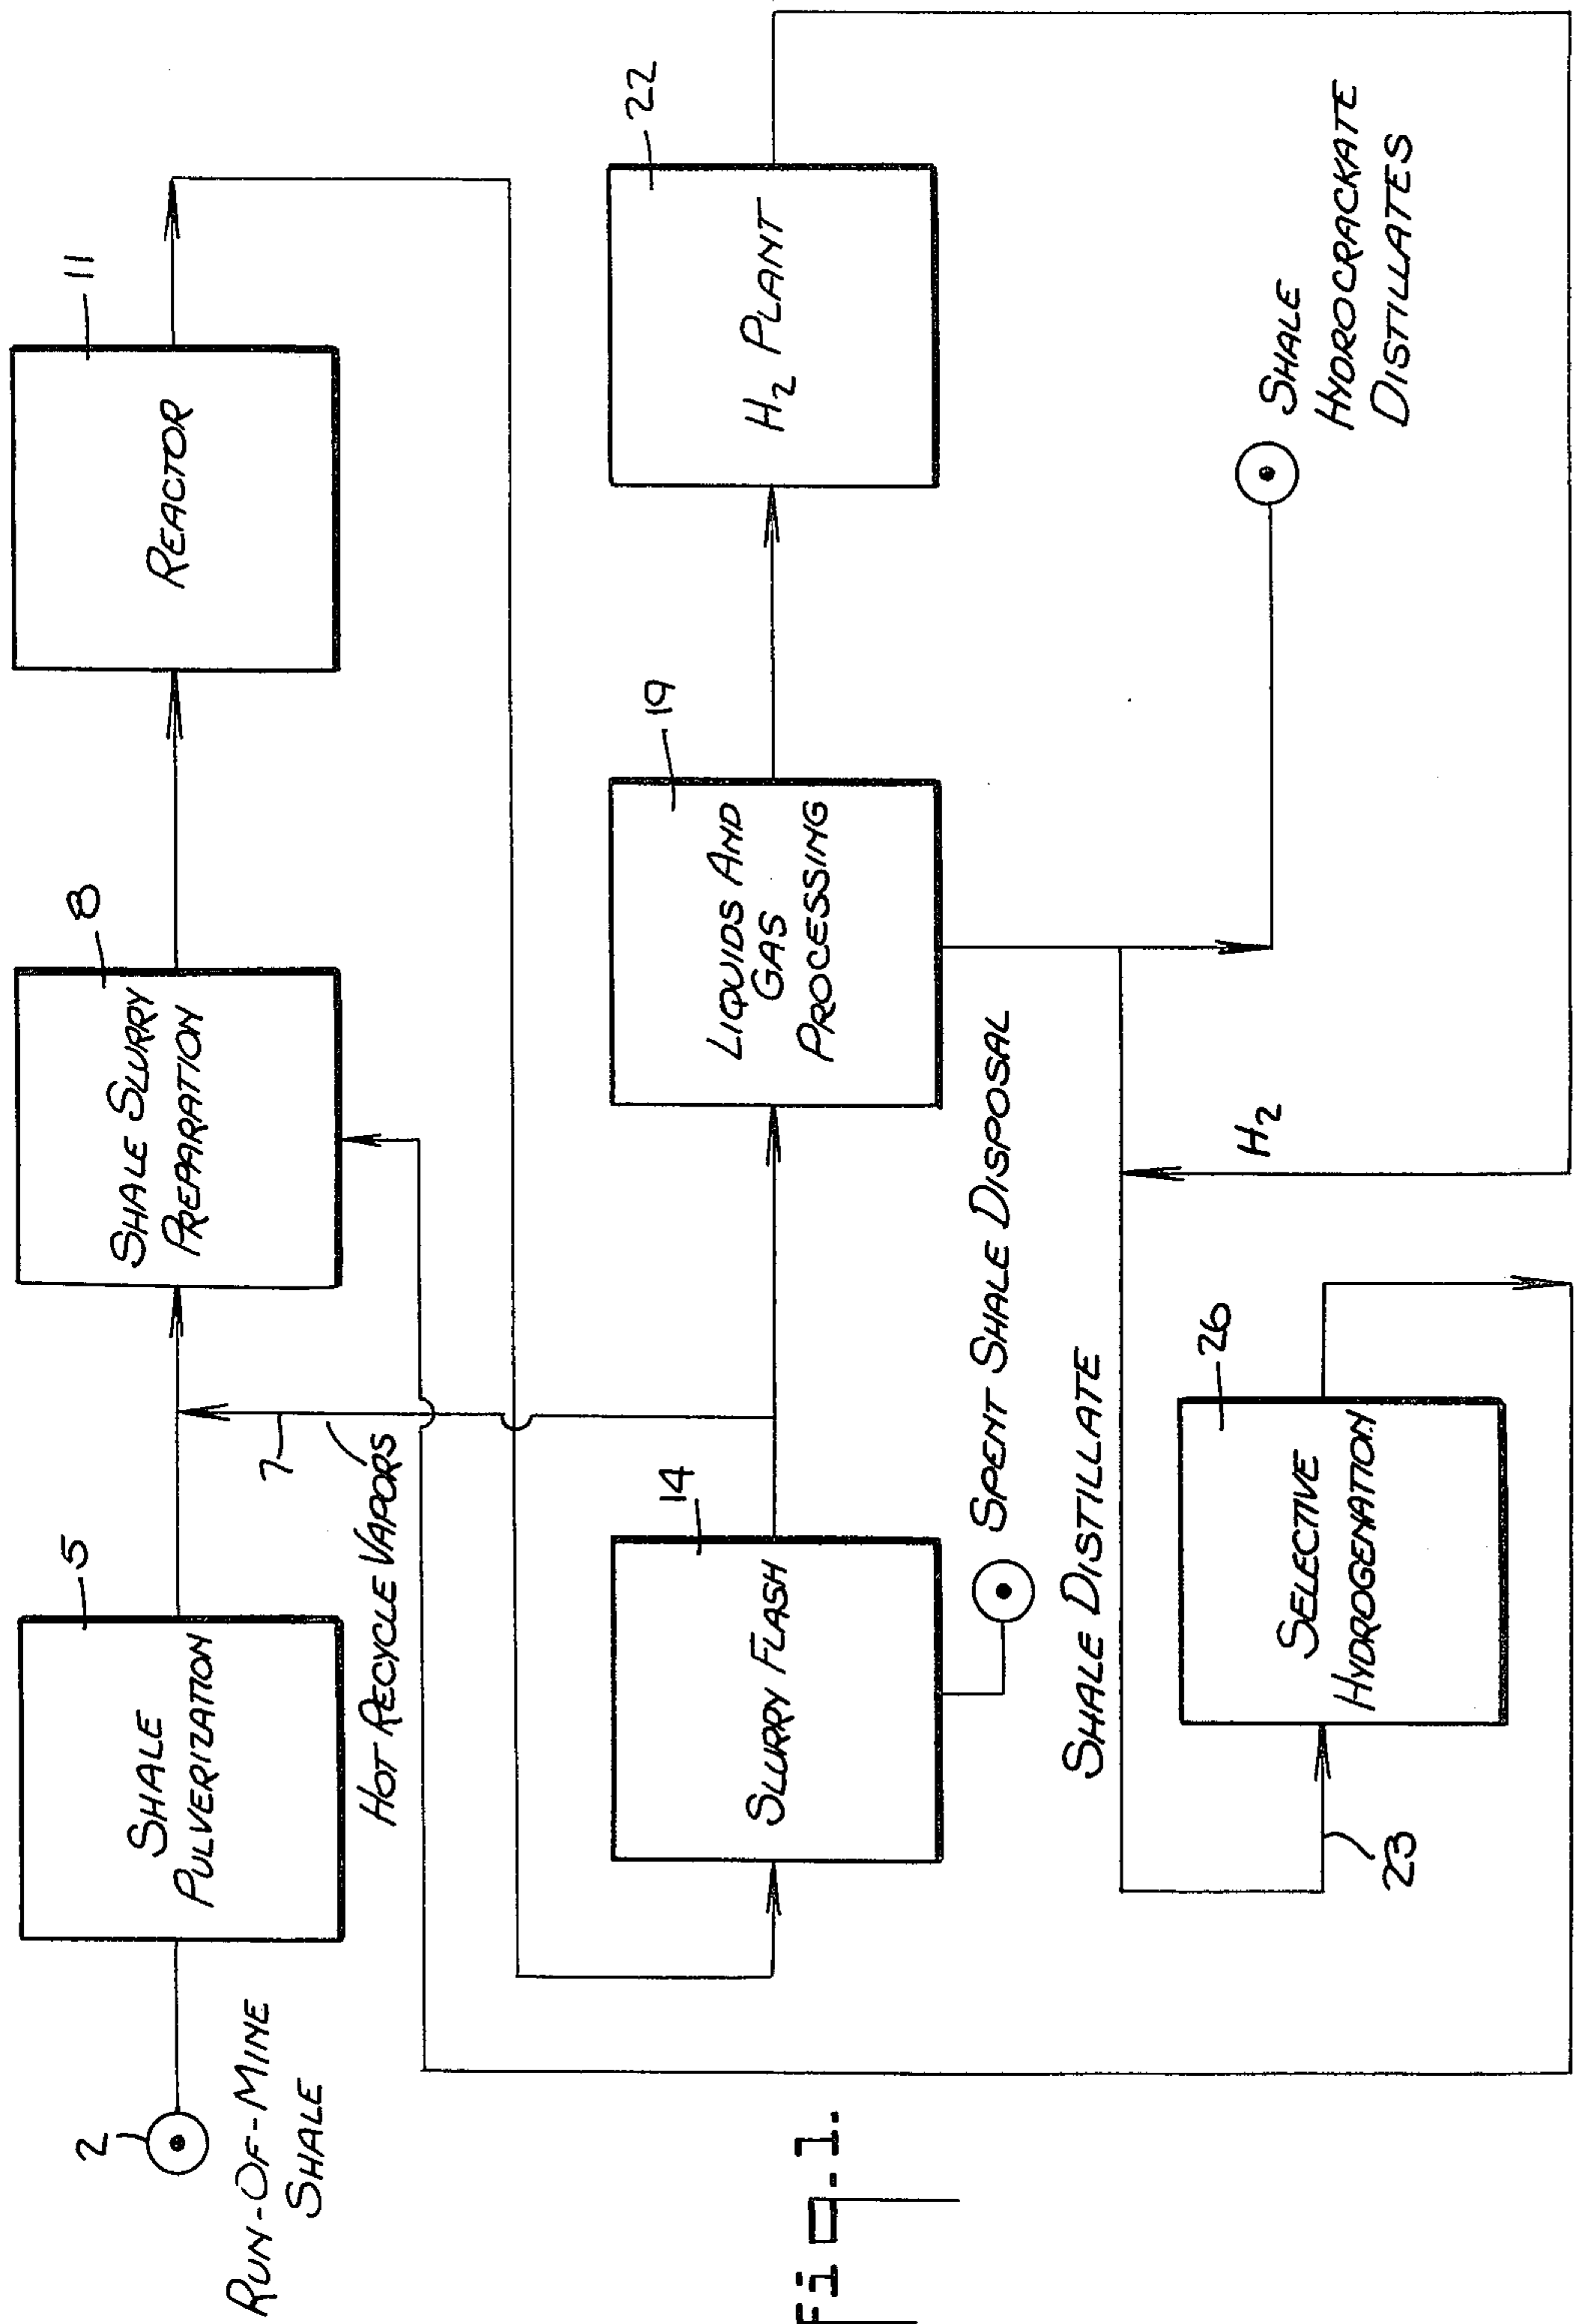 2
RUN-OF-MINE
SHALE
5
SHALE
PULVERIZATION
7
HOT RECYCLE VAPORS
8
SHALE SLURRY
PREPARATION
11
REACTOR
14
SLURRY FLASH
SPENT SHALE DISPOSAL
19
LIQUIDS AND
GAS
PROCESSING
22
H2 PLANT
SHALE
HYDROCRACKATE
DISTILLATES
SHALE DISTILLATE
H2
23
26
SELECTIVE
HYDROGENATION
Fig.1.